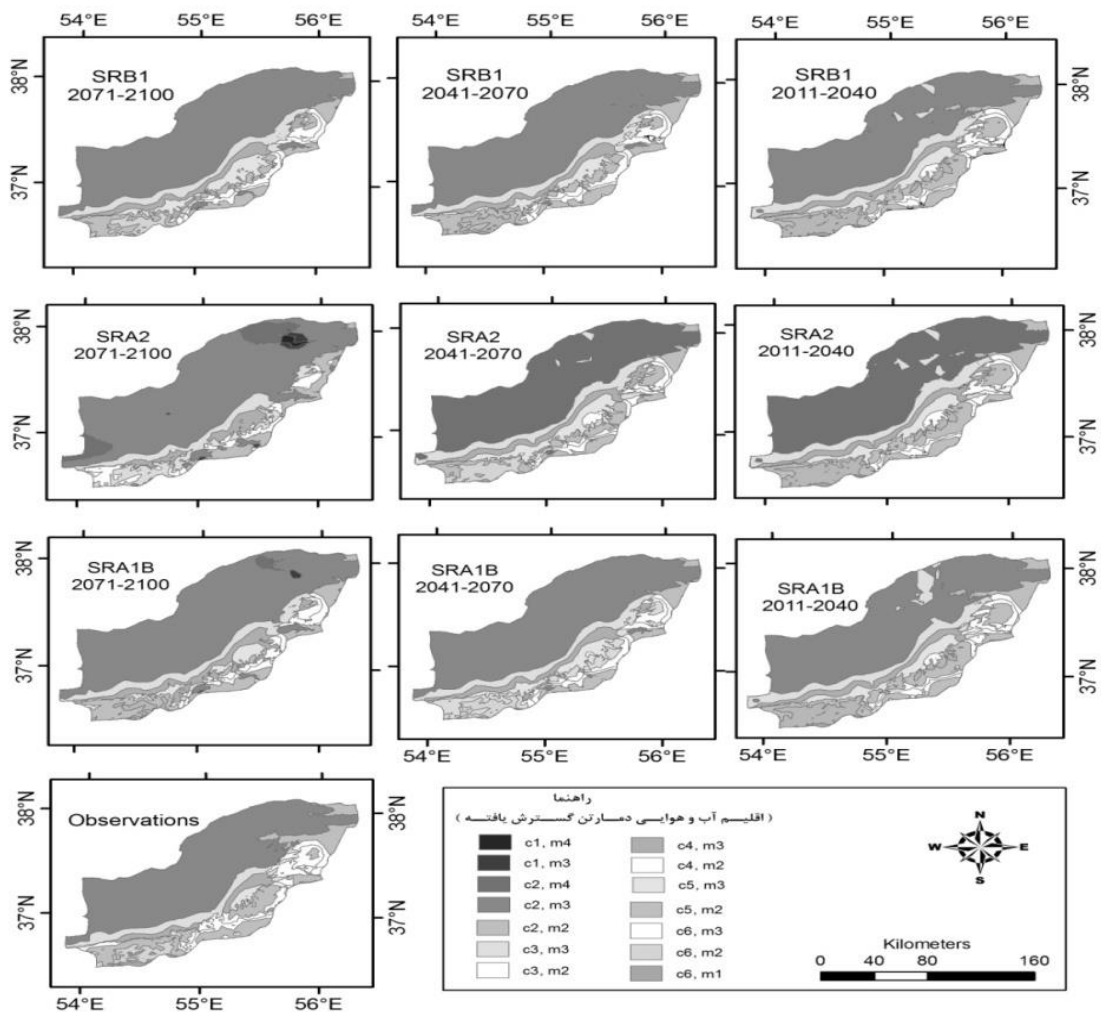 54°E 55°E 56°E 54°E 55°E 56°E 54°E 55°E 56°E
38°N
37°N
SRB1
2071-2100
SRB1
2041-2070
SRB1
2011-2040
38°N
37°N
38°N
37°N
SRA2
2071-2100
SRA2
2041-2070
SRA2
2011-2040
38°N
37°N
38°N
37°N
SRA1B
2071-2100
SRA1B
2041-2070
SRA1B
2011-2040
38°N
37°N
54°E 55°E 56°E 54°E 55°E 56°E
Observations
38°N
37°N
54°E 55°E 56°E
راهنما
( اقلیم آب و هوایی دمارتن گسترش یافته )
c1, m4
c1, m3
c2, m4
c2, m3
c2, m2
c3, m3
c3, m2
c4, m3
c4, m2
c5, m3
c5, m2
c6, m3
c6, m2
c6, m1
N
W E
S
Kilometers
0 40 80 160